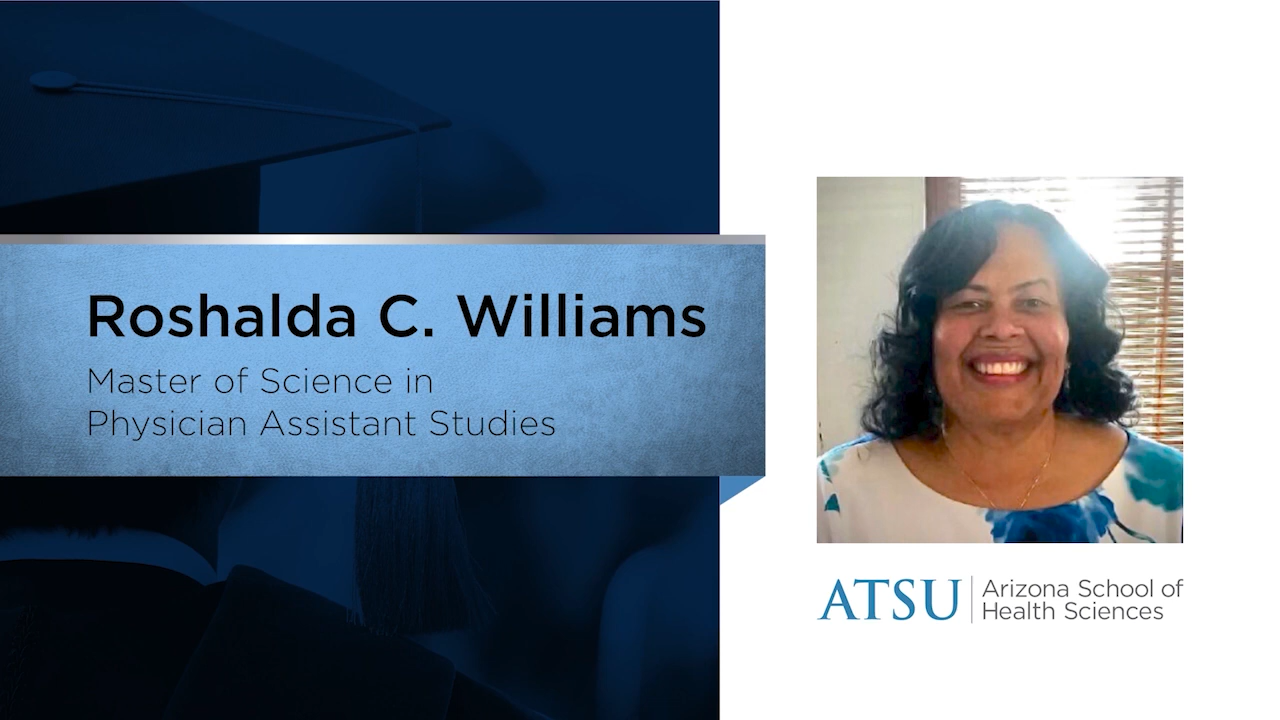 Roshalda C. Williams
Master of Science in
Physician Assistant Studies
ATSU
Arizona School of
Health Sciences